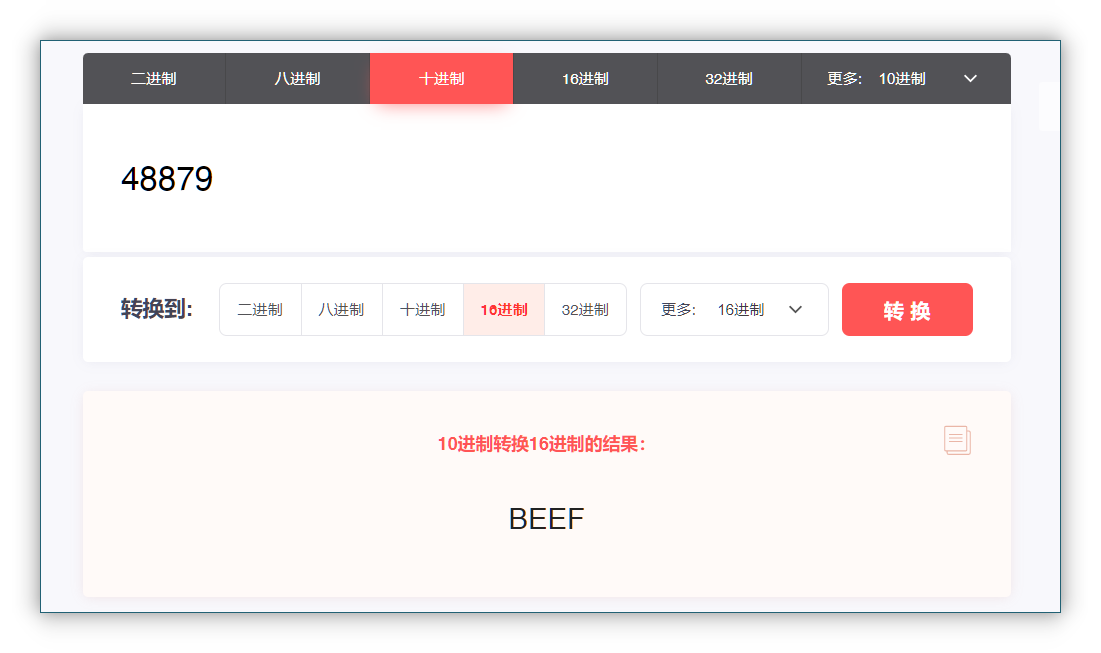 二进制 八进制 十进制 16进制 32进制 更多: 10进制
48879
转换到: 二进制 八进制 十进制 16进制 32进制 更多: 16进制 转 换
10进制转换16进制的结果:
BEEF